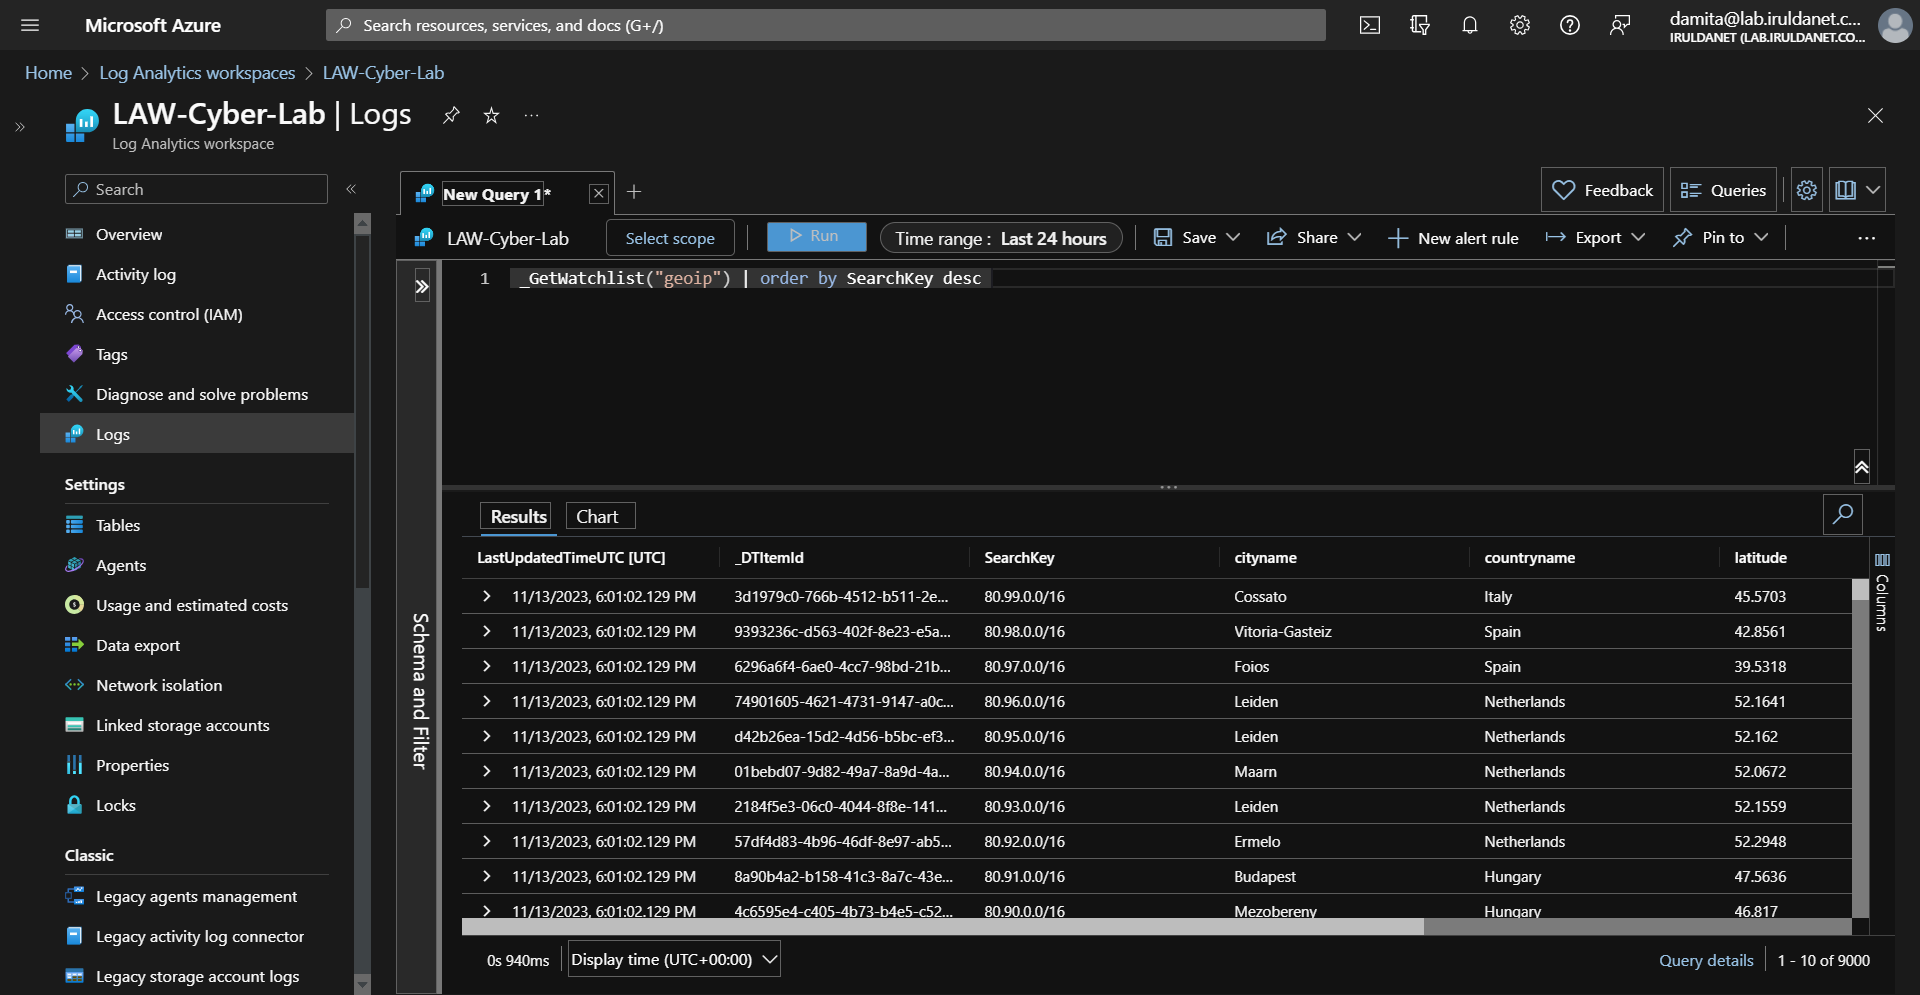 Microsoft Azure
Search resources, services, and docs (G+/)
damita@lab.iruldanet.c...
IRULDANET (LAB.IRULDANET.CO...
Home > Log Analytics workspaces > LAW-Cyber-Lab
LAW-Cyber-Lab | Logs
Log Analytics workspace
Search
Overview
Activity log
Access control (IAM)
Tags
Diagnose and solve problems
Logs
Settings
Tables
Agents
Usage and estimated costs
Data export
Network isolation
Linked storage accounts
Properties
Locks
Classic
Legacy agents management
Legacy activity log connector
Legacy storage account logs
New Query 1*
Feedback
Queries
LAW-Cyber-Lab
Select scope
Run
Time range : Last 24 hours
Save
Share
New alert rule
Export
Pin to
1 _GetWatchlist("geoip") | order by SearchKey desc
Schema and Filter
Results Chart
LastUpdatedTimeUTC [UTC] _DTItemId SearchKey cityname countryname latitude
11/13/2023, 6:01:02.129 PM 3d1979c0-766b-4512-b511-2e... 80.99.0.0/16 Cossato Italy 45.5703
11/13/2023, 6:01:02.129 PM 9393236c-d563-402f-8e23-e5a... 80.98.0.0/16 Vitoria-Gasteiz Spain 42.8561
11/13/2023, 6:01:02.129 PM 6296a6f4-6ae0-4cc7-98bd-21b... 80.97.0.0/16 Foios Spain 39.5318
11/13/2023, 6:01:02.129 PM 74901605-4621-4731-9147-a0c... 80.96.0.0/16 Leiden Netherlands 52.1641
11/13/2023, 6:01:02.129 PM d42b26ea-15d2-4d56-b5bc-ef3... 80.95.0.0/16 Leiden Netherlands 52.162
11/13/2023, 6:01:02.129 PM 01bebd07-9d82-49a7-8a9d-4a... 80.94.0.0/16 Maarn Netherlands 52.0672
11/13/2023, 6:01:02.129 PM 2184f5e3-06c0-4044-8f8e-141... 80.93.0.0/16 Leiden Netherlands 52.1559
11/13/2023, 6:01:02.129 PM 57df4d83-4b96-46df-8e97-ab5... 80.92.0.0/16 Ermelo Netherlands 52.2948
11/13/2023, 6:01:02.129 PM 8a90b4a2-b158-41c3-8a7c-43e... 80.91.0.0/16 Budapest Hungary 47.5636
11/13/2023, 6:01:02.129 PM 4c6595e4-c405-4b73-b4e5-c52... 80.90.0.0/16 Mezobereny Hungary 46.817
Columns
0s 940ms
Display time (UTC+00:00)
Query details
1 - 10 of 9000